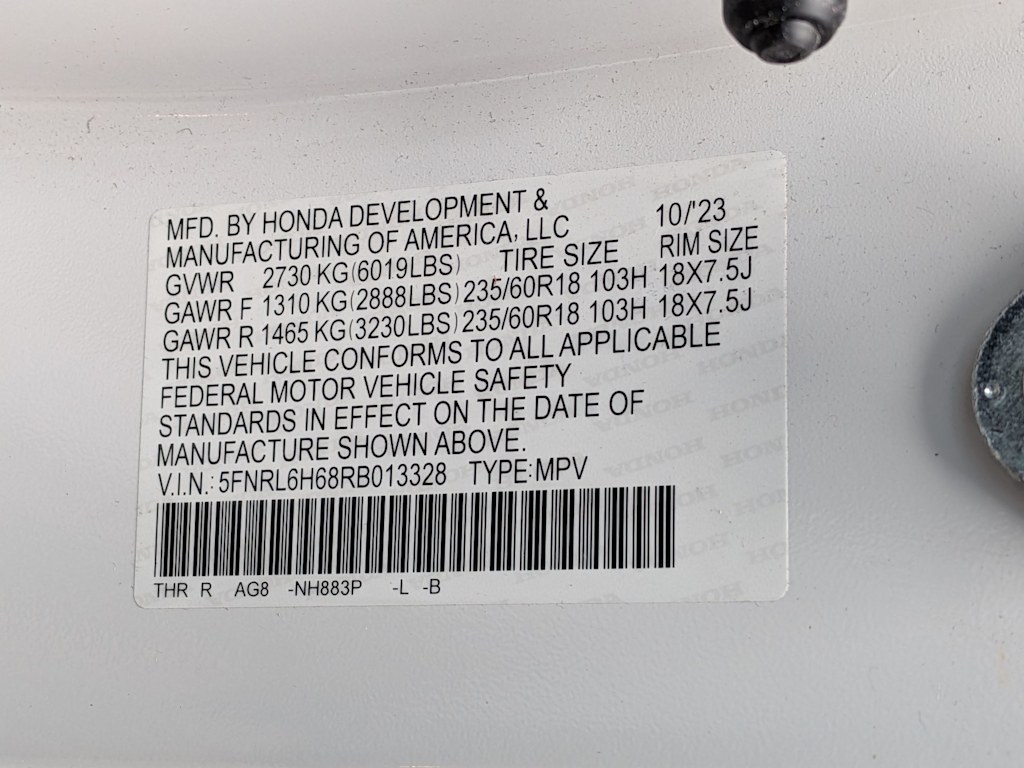 MFD. BY HONDA DEVELOPMENT &
MANUFACTURING OF AMERICA, LLC 10/'23
GVWR 2730 KG(6019LBS) TIRE SIZE RIM SIZE
GAWR F 1310 KG(2888LBS) 235/60R18 103H 18X7.5J
GAWR R 1465 KG(3230LBS) 235/60R18 103H 18X7.5J
THIS VEHICLE CONFORMS TO ALL APPLICABLE
FEDERAL MOTOR VEHICLE SAFETY
STANDARDS IN EFFECT ON THE DATE OF
MANUFACTURE SHOWN ABOVE.
V.I.N.: 5FNRL6H68RB013328 TYPE:MPV
THR R AG8 -NH883P -L -B